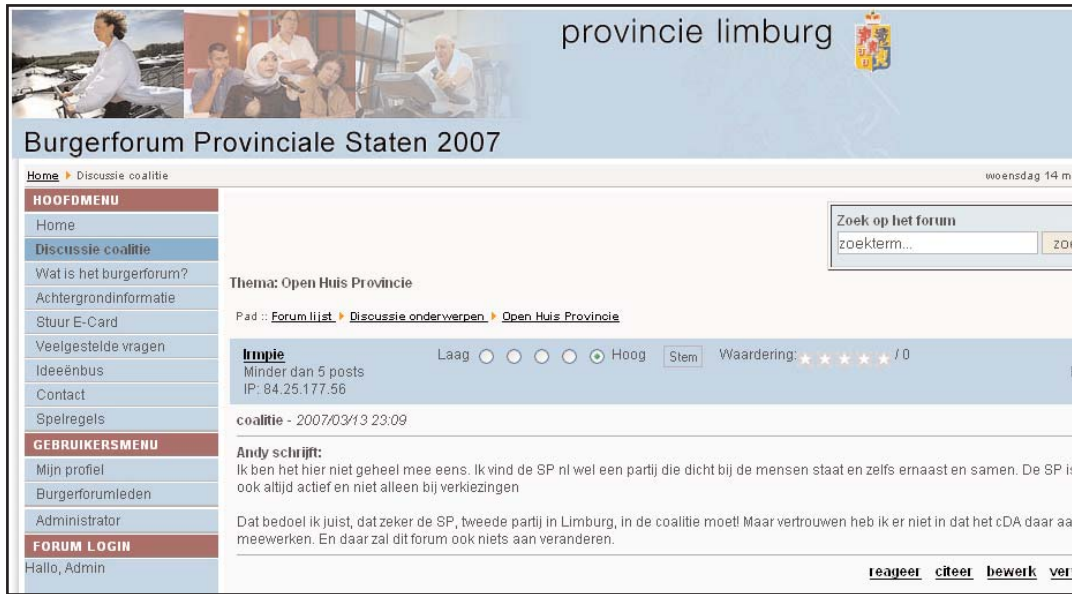 provincie limburg
Burgerforum Provinciale Staten 2007
Home Discussie coalitie
woensdag 14 m
HOOFDMENU
Home
Discussie coalitie
Wat is het burgerforum?
Achtergrondinformatie
Stuur E-Card
Veelgestelde vragen
Ideeënbus
Contact
Spelregels
GEBRUIKERSMENU
Mijn profiel
Burgerforumleden
Administrator
FORUM LOGIN
Hallo, Admin
Zoek op het forum
zoekterm... zoe
Thema: Open Huis Provincie
Pad :: Forum lijst Discussie onderwerpen Open Huis Provincie
Irmpie Laag Hoog Stem Waardering: / 0
Minder dan 5 posts
IP: 84.25.177.56
coalitie - 2007/03/13 23:09
Andy schrijft:
Ik ben het hier niet geheel mee eens. Ik vind de SP nl wel een partij die dicht bij de mensen staat en zelfs ernaast en samen. De SP is
ook altijd actief en niet alleen bij verkiezingen
Dat bedoel ik juist, dat zeker de SP, tweede partij in Limburg, in de coalitie moet! Maar vertrouwen heb ik er niet in dat het cDA daar aa
meewerken. En daar zal dit forum ook niets aan veranderen.
reageer citeer bewerk ver